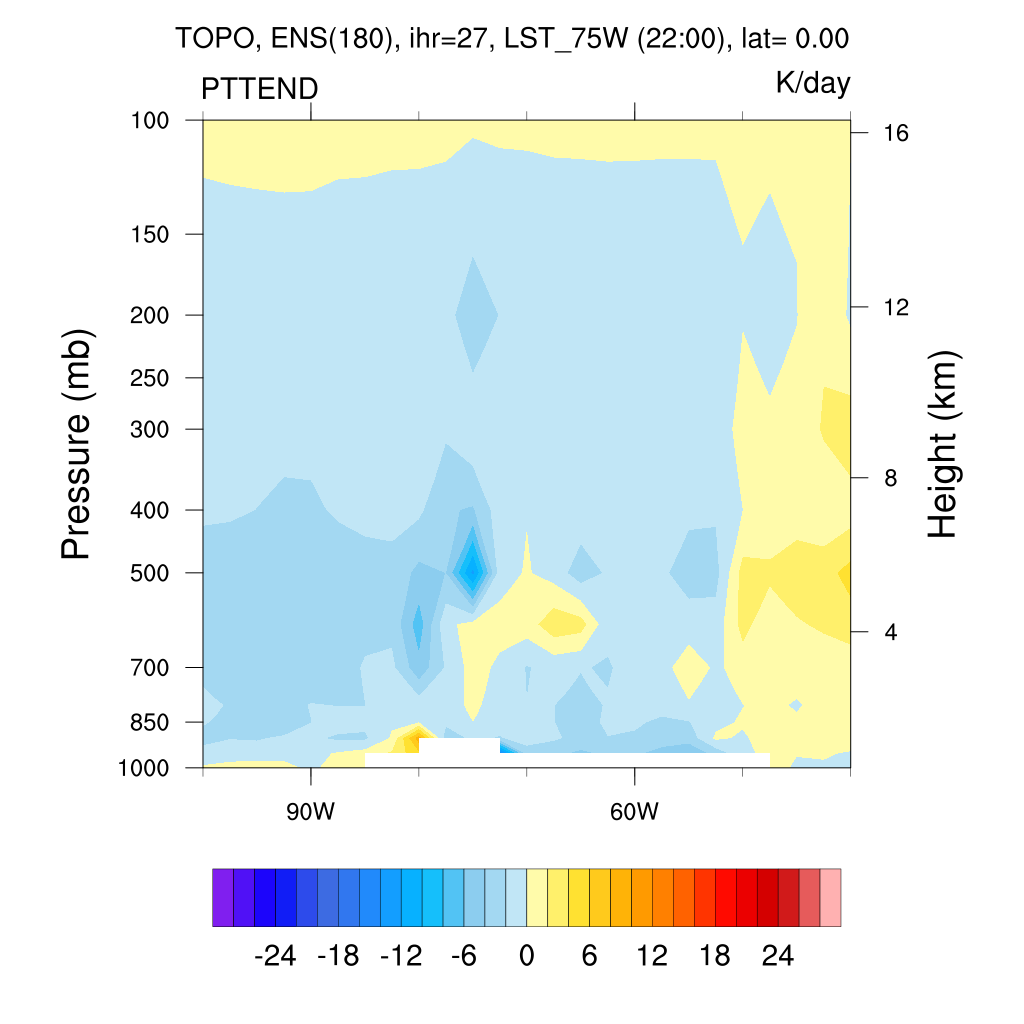 TOPO, ENS(180), ihr=27, LST_75W (22:00), lat= 0.00
PTTEND K/day
100
150
200
250
300
400
500
700
850
1000
Pressure (mb)
16
12
8
4
Height (km)
90W 60W
-24 -18 -12 -6 0 6 12 18 24